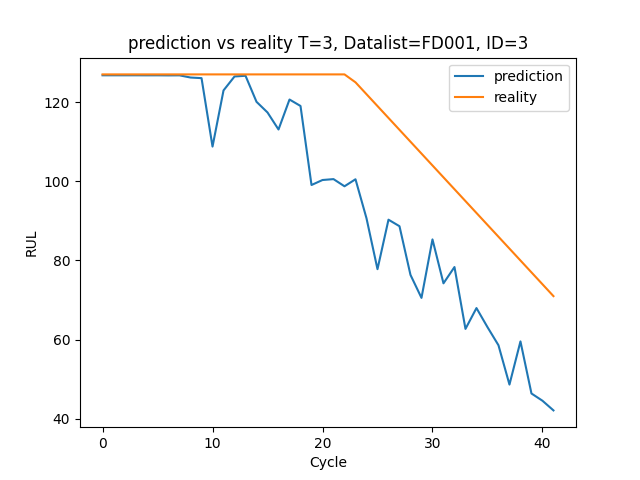 prediction vs reality T=3, Datalist=FD001, ID=3
prediction
reality
120
100
80
60
40
RUL
0 10 20 30 40
Cycle